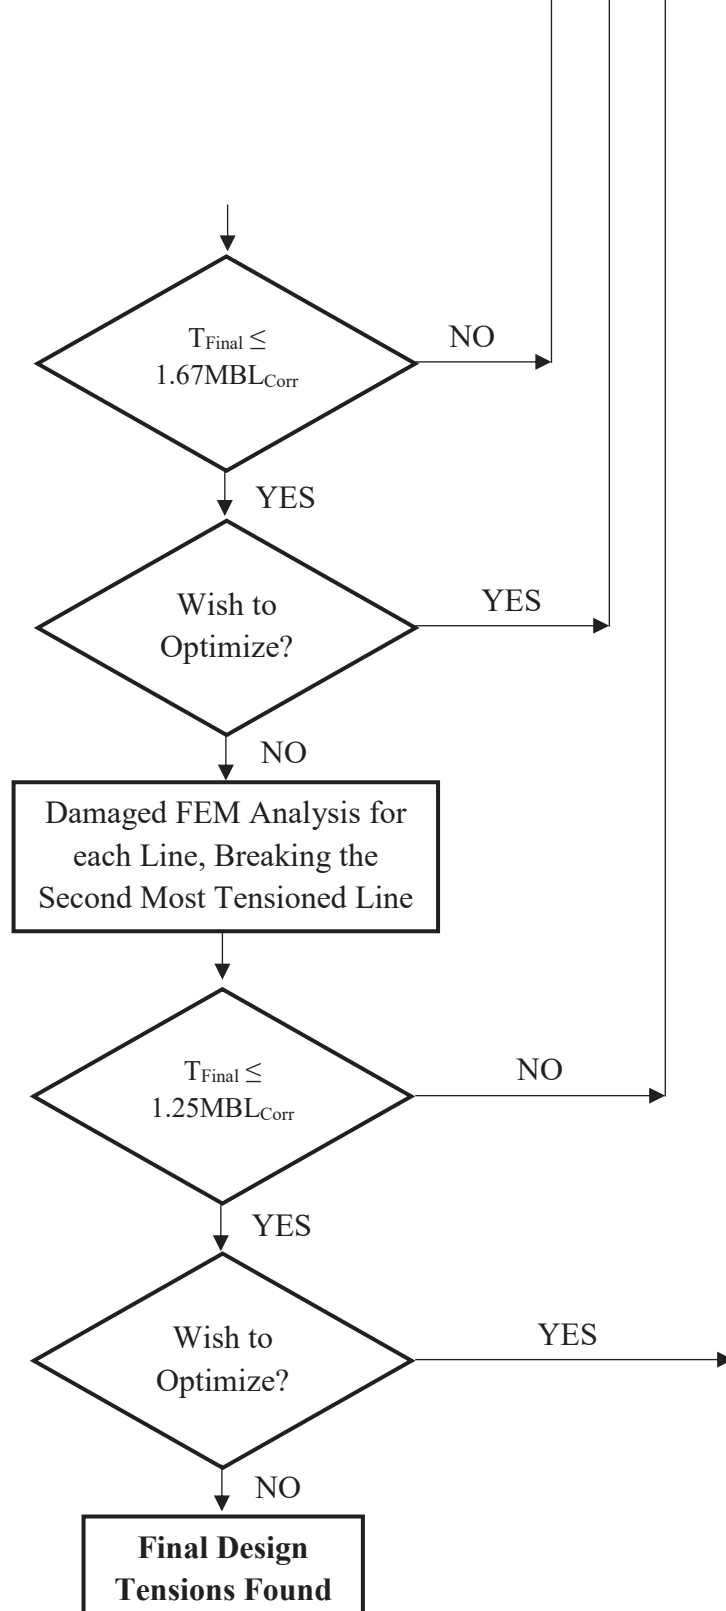 T_Final ≤
1.67MBL_Corr
NO
YES
Wish to
Optimize?
YES
NO
Damaged FEM Analysis for
each Line, Breaking the
Second Most Tensioned Line
T_Final ≤
1.25MBL_Corr
NO
YES
Wish to
Optimize?
YES
NO
Final Design
Tensions Found